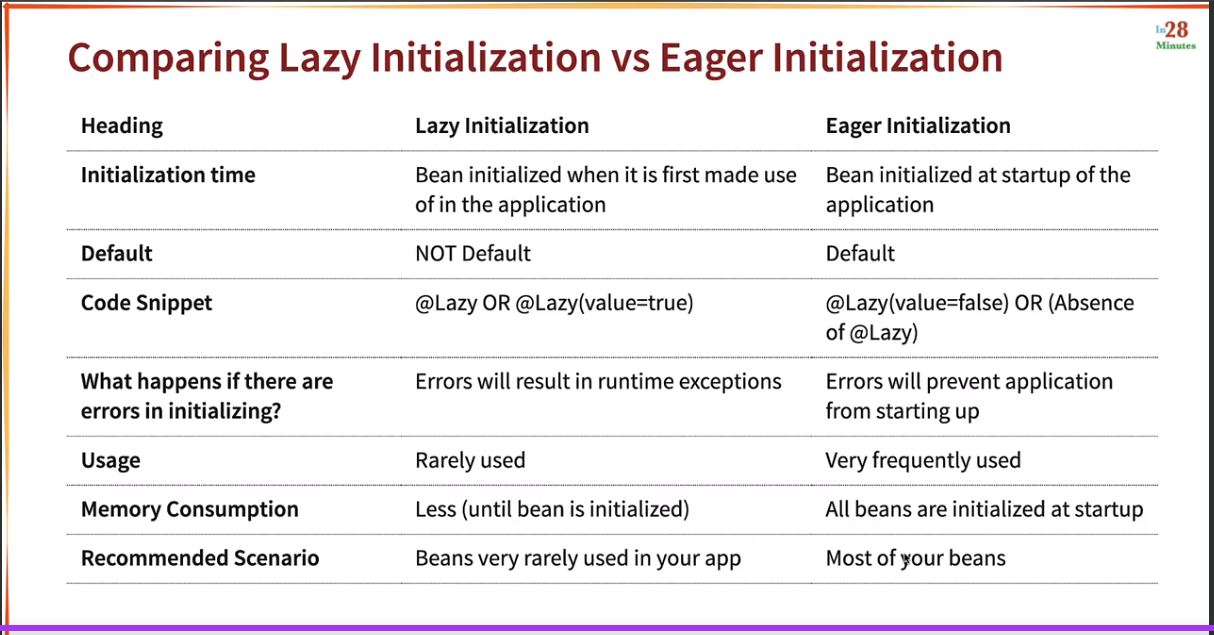 In28
Minutes
Comparing Lazy Initialization vs Eager Initialization
Heading
Lazy Initialization
Eager Initialization
Initialization time
Bean initialized when it is first made use
of in the application
Bean initialized at startup of the
application
Default
NOT Default
Default
Code Snippet
@Lazy OR @Lazy(value=true)
@Lazy(value=false) OR (Absence
of @Lazy)
What happens if there are
errors in initializing?
Errors will result in runtime exceptions
Errors will prevent application
from starting up
Usage
Rarely used
Very frequently used
Memory Consumption
Less (until bean is initialized)
All beans are initialized at startup
Recommended Scenario
Beans very rarely used in your app
Most of your beans